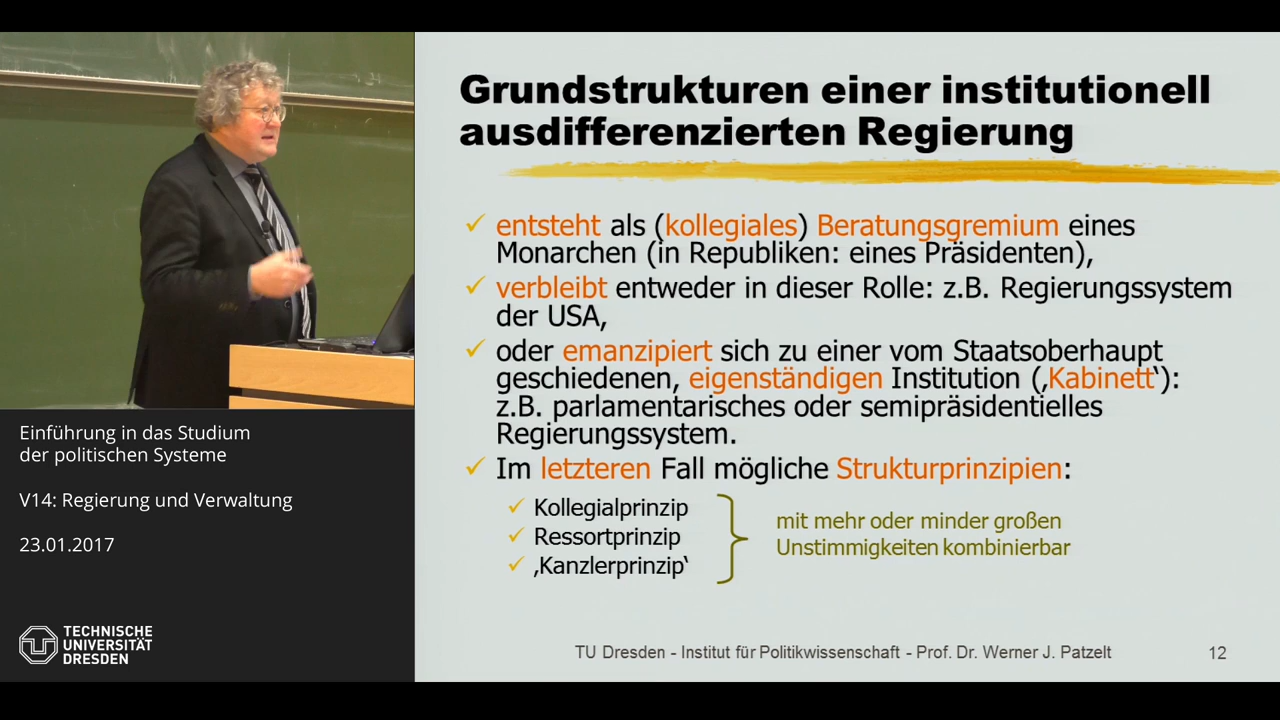 Grundstrukturen einer institutionell
ausdifferenzierten Regierung
entsteht als (kollegiales) Beratungsgremium eines
Monarchen (in Republiken: eines Präsidenten),
verbleibt entweder in dieser Rolle: z.B. Regierungssystem
der USA,
oder emanzipiert sich zu einer vom Staatsoberhaupt
geschiedenen, eigenständigen Institution (‚Kabinett‘):
z.B. parlamentarisches oder semipräsidentielles
Regierungssystem.
Im letzteren Fall mögliche Strukturprinzipien:
Kollegialprinzip
Ressortprinzip
‚Kanzlerprinzip‘
mit mehr oder minder großen
Unstimmigkeiten kombinierbar
TU Dresden - Institut für Politikwissenschaft - Prof. Dr. Werner J. Patzelt
12
Einführung in das Studium
der politischen Systeme
V14: Regierung und Verwaltung
23.01.2017
TECHNISCHE
UNIVERSITÄT
DRESDEN